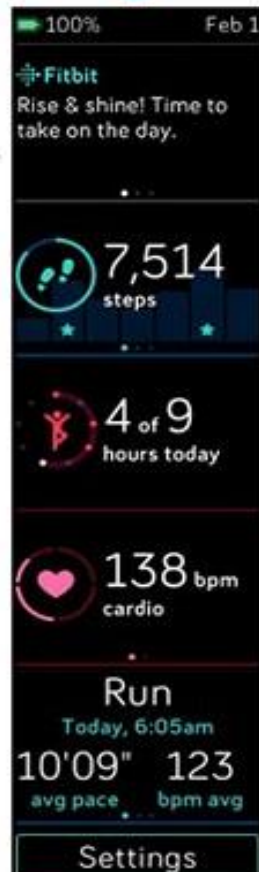 100% Feb 1
Fitbit
Rise & shine! Time to
take on the day.
7,514
steps
4 of 9
hours today
138 bpm
cardio
Run
Today, 6:05am
10'09" 123
avg pace bpm avg
Settings